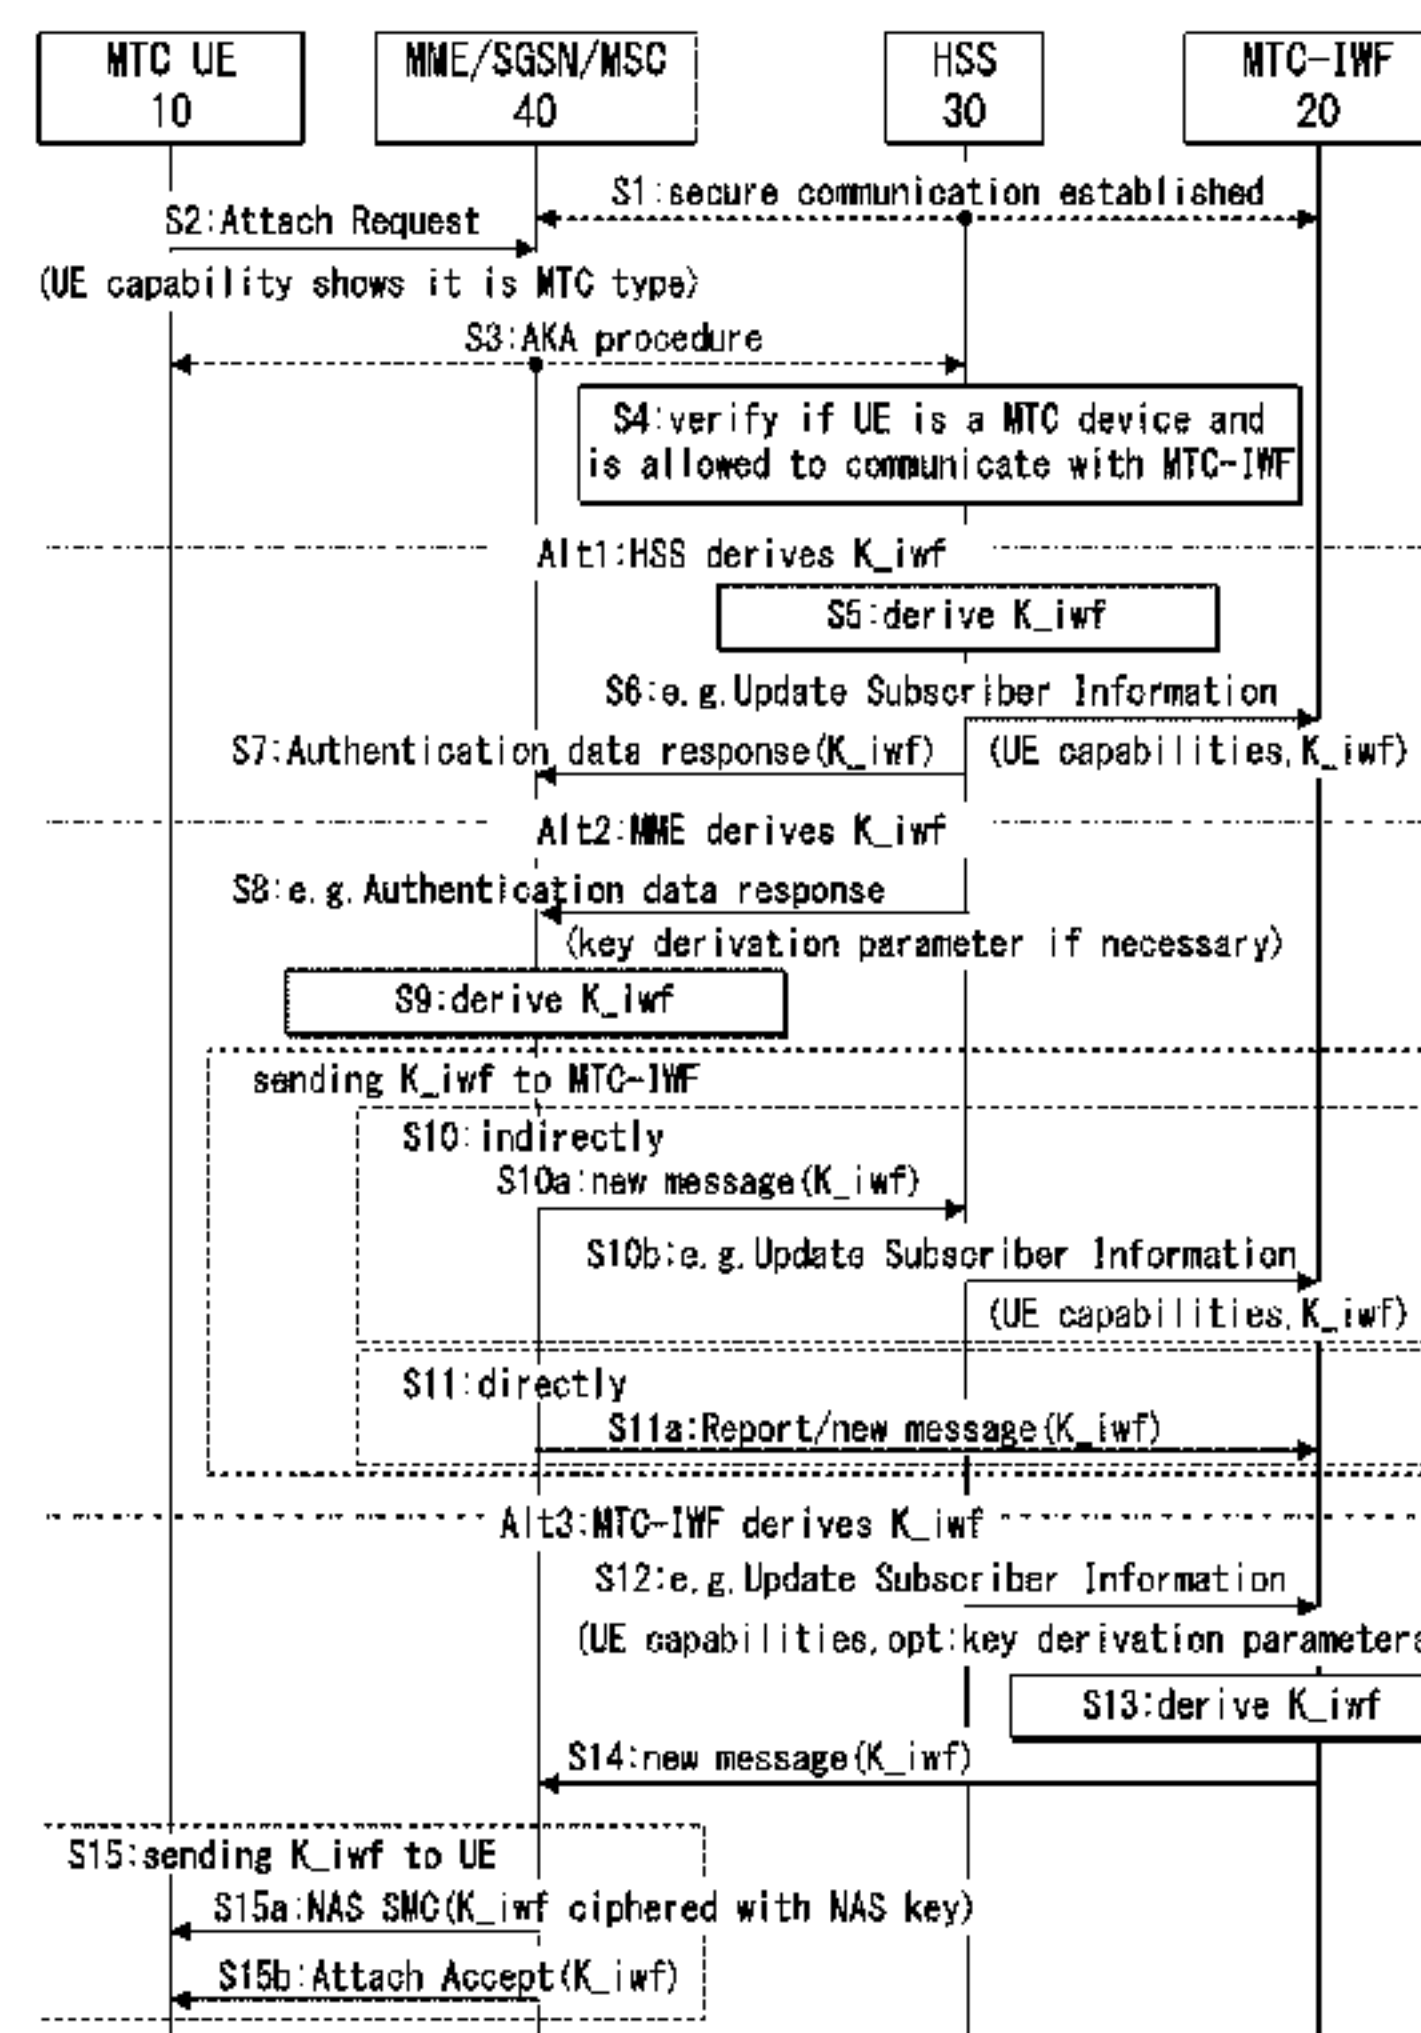 MTC UE
10
MME/SGSN/MSC
40
HSS
30
MTC-IWF
20
S1:secure communication established
S2:Attach Request
(UE capability shows it is MTC type)
S3:AKA procedure
S4:verify if UE is a MTC device and
is allowed to communicate with MTC-IWF
Alt1:HSS derives K_iwf
S5:derive K_iwf
S6:e.g.Update Subscriber Information
S7:Authentication data response(K_iwf)
(UE capabilities,K_iwf)
Alt2:MME derives K_iwf
S8:e.g.Authentication data response
(key derivation parameter if necessary)
S9:derive K_iwf
sending K_iwf to MTC-IWF
S10:indirectly
S10a:new message(K_iwf)
S10b:e.g.Update Subscriber Information
(UE capabilities,K_iwf)
S11:directly
S11a:Report/new message(K_iwf)
Alt3:MTC-IWF derives K_iwf
S12:e.g.Update Subscriber Information
(UE capabilities,opt:key derivation parameters
S13:derive K_iwf
S14:new message(K_iwf)
S15:sending K_iwf to UE
S15a:NAS SMC(K_iwf ciphered with NAS key)
S15b:Attach Accept(K_iwf)